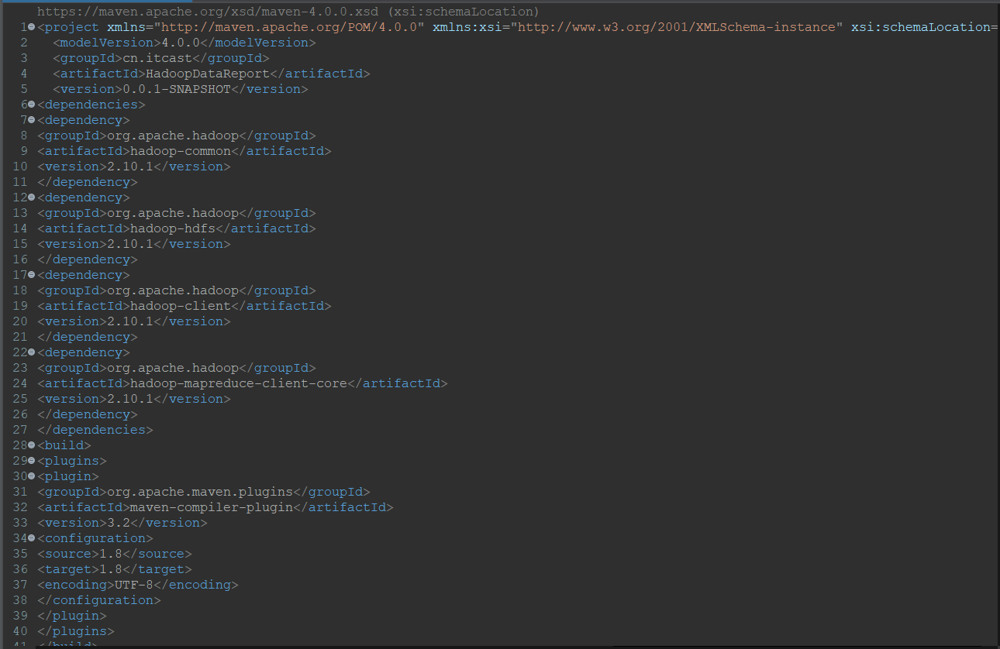 https://maven.apache.org/xsd/maven-4.0.0.xsd (xsi:schemaLocation)
1 <project xmlns="http://maven.apache.org/POM/4.0.0" xmlns:xsi="http://www.w3.org/2001/XMLSchema-instance" xsi:schemaLocation=
2 <modelVersion>4.0.0</modelVersion>
3 <groupId>cn.itcast</groupId>
4 <artifactId>HadoopDataReport</artifactId>
5 <version>0.0.1-SNAPSHOT</version>
6 <dependencies>
7 <dependency>
8 <groupId>org.apache.hadoop</groupId>
9 <artifactId>hadoop-common</artifactId>
10 <version>2.10.1</version>
11 </dependency>
12 <dependency>
13 <groupId>org.apache.hadoop</groupId>
14 <artifactId>hadoop-hdfs</artifactId>
15 <version>2.10.1</version>
16 </dependency>
17 <dependency>
18 <groupId>org.apache.hadoop</groupId>
19 <artifactId>hadoop-client</artifactId>
20 <version>2.10.1</version>
21 </dependency>
22 <dependency>
23 <groupId>org.apache.hadoop</groupId>
24 <artifactId>hadoop-mapreduce-client-core</artifactId>
25 <version>2.10.1</version>
26 </dependency>
27 </dependencies>
28 <build>
29 <plugins>
30 <plugin>
31 <groupId>org.apache.maven.plugins</groupId>
32 <artifactId>maven-compiler-plugin</artifactId>
33 <version>3.2</version>
34 <configuration>
35 <source>1.8</source>
36 <target>1.8</target>
37 <encoding>UTF-8</encoding>
38 </configuration>
39 </plugin>
40 </plugins>
41 </build>